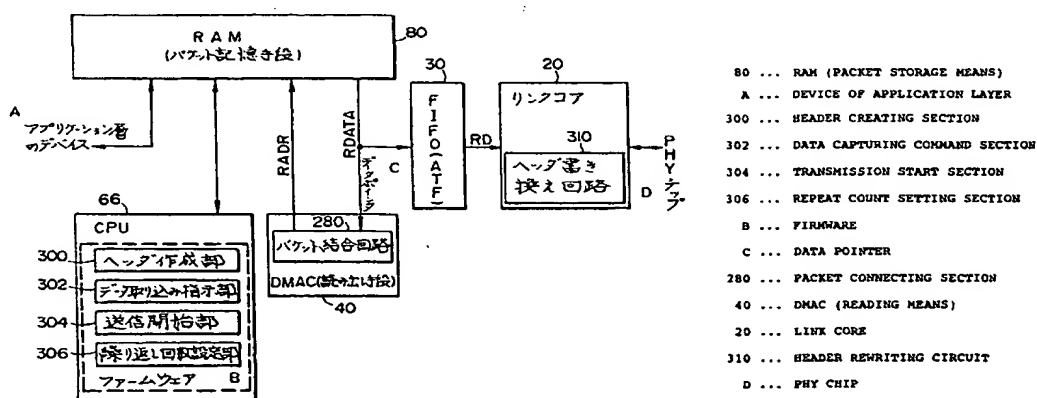 RAM
(パケット記憶手段)
80
A
アプリケーション層
のデバイス
RADR
RDATA
データポインタ
C
30
FIFO(ATF)
RD
20
リンクコア
310
ヘッダ書き
換え回路
D
PHYチップ
66
CPU
300
ヘッダ作成部
302
データ取り込み指示部
304
送信開始部
306
繰り返し回数設定部
ファームウェア
B
280
パケット結合回路
DMAC(読み出し手段)
40
80 ... RAM (PACKET STORAGE MEANS)
A ... DEVICE OF APPLICATION LAYER
300 ... HEADER CREATING SECTION
302 ... DATA CAPTURING COMMAND SECTION
304 ... TRANSMISSION START SECTION
306 ... REPEAT COUNT SETTING SECTION
B ... FIRMWARE
C ... DATA POINTER
280 ... PACKET CONNECTING SECTION
40 ... DMAC (READING MEANS)
20 ... LINK CORE
310 ... HEADER REWRITING CIRCUIT
D ... PHY CHIP